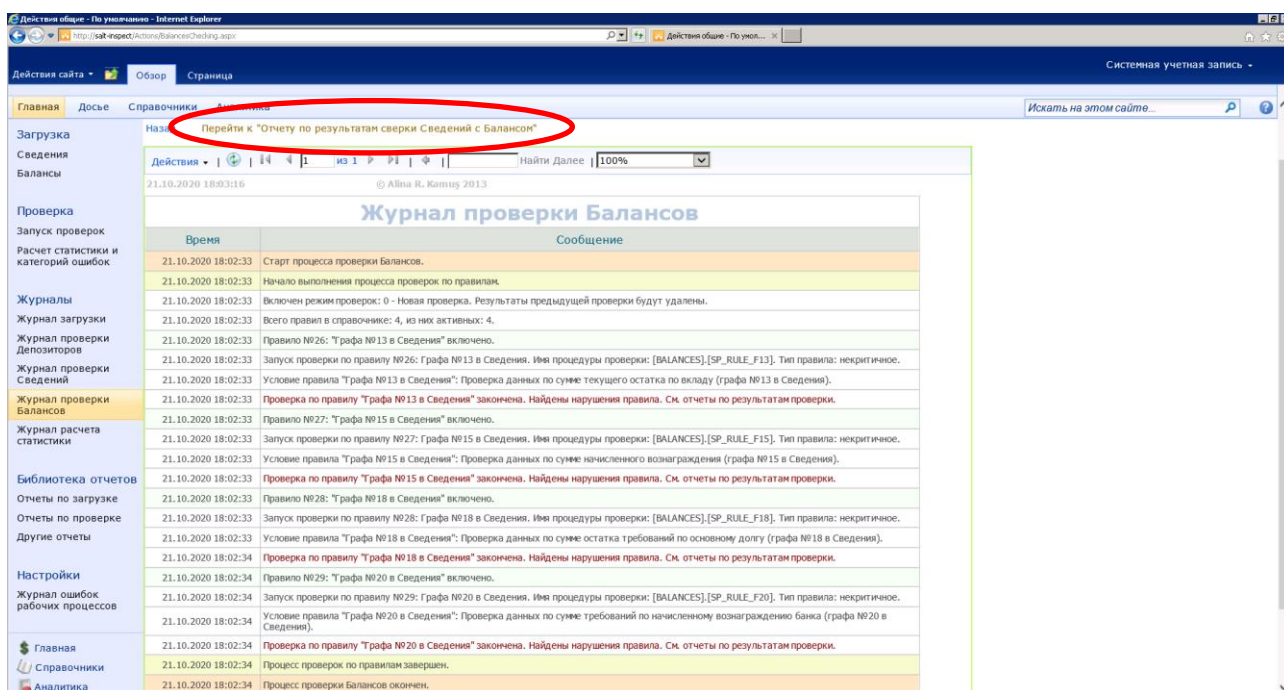 Действия общие - По умолчанию - Internet Explorer
http://salt-inspect/Actions/BalancesChecking.aspx
Действия общие - По умол...
Системная учетная запись
Действия сайта
Обзор
Страница
Главная
Досье
Справочники
Искать на этом сайте...
Перейти к "Отчету по результатам сверки Сведений с Балансом"
Загрузка
Сведения
Балансы
Проверка
Запуск проверок
Расчет статистики и
категорий ошибок
Журналы
Журнал загрузки
Журнал проверки
Депозиторов
Журнал проверки
Сведений
Журнал проверки
Балансов
Журнал расчета
статистики
Библиотека отчетов
Отчеты по загрузке
Отчеты по проверке
Другие отчеты
Настройки
Журнал ошибок
рабочих процессов
Главная
Справочники
Аналитика
Действия | 1 из 1 | Найти Далее | 100%
21.10.2020 18:03:16 © Alina R. Kamuş 2013
Журнал проверки Балансов
Время Сообщение
21.10.2020 18:02:33 Старт процесса проверки Балансов.
21.10.2020 18:02:33 Начало выполнения процесса проверок по правилам.
21.10.2020 18:02:33 Включен режим проверок: 0 - Новая проверка. Результаты предыдущей проверки будут удалены.
21.10.2020 18:02:33 Всего правил в справочнике: 4, из них активных: 4.
21.10.2020 18:02:33 Правило №26: "Графа №13 в Сведения" включено.
21.10.2020 18:02:33 Запуск проверки по правилу №26: Графа №13 в Сведения. Имя процедуры проверки: [BALANCES].[SP_RULE_F13]. Тип правила: некритичное.
21.10.2020 18:02:33 Условие правила "Графа №13 в Сведения": Проверка данных по сумме текущего остатка по вкладу (графа №13 в Сведения).
21.10.2020 18:02:33 Проверка по правилу "Графа №13 в Сведения" закончена. Найдены нарушения правила. См. отчеты по результатам проверки.
21.10.2020 18:02:33 Правило №27: "Графа №15 в Сведения" включено.
21.10.2020 18:02:33 Запуск проверки по правилу №27: Графа №15 в Сведения. Имя процедуры проверки: [BALANCES].[SP_RULE_F15]. Тип правила: некритичное.
21.10.2020 18:02:33 Условие правила "Графа №15 в Сведения": Проверка данных по сумме начисленного вознаграждения (графа №15 в Сведения).
21.10.2020 18:02:33 Проверка по правилу "Графа №15 в Сведения" закончена. Найдены нарушения правила. См. отчеты по результатам проверки.
21.10.2020 18:02:33 Правило №28: "Графа №18 в Сведения" включено.
21.10.2020 18:02:33 Запуск проверки по правилу №28: Графа №18 в Сведения. Имя процедуры проверки: [BALANCES].[SP_RULE_F18]. Тип правила: некритичное.
21.10.2020 18:02:33 Условие правила "Графа №18 в Сведения": Проверка данных по сумме остатка требований по основному долгу (графа №18 в Сведения).
21.10.2020 18:02:34 Проверка по правилу "Графа №18 в Сведения" закончена. Найдены нарушения правила. См. отчеты по результатам проверки.
21.10.2020 18:02:34 Правило №29: "Графа №20 в Сведения" включено.
21.10.2020 18:02:34 Запуск проверки по правилу №29: Графа №20 в Сведения. Имя процедуры проверки: [BALANCES].[SP_RULE_F20]. Тип правила: некритичное.
21.10.2020 18:02:34 Условие правила "Графа №20 в Сведения": Проверка данных по сумме требований по начисленному вознаграждению банка (графа №20 в
Сведения).
21.10.2020 18:02:34 Проверка по правилу "Графа №20 в Сведения" закончена. Найдены нарушения правила. См. отчеты по результатам проверки.
21.10.2020 18:02:34 Процесс проверок по правилам завершен.
21.10.2020 18:02:34 Процесс проверки Балансов окончен.